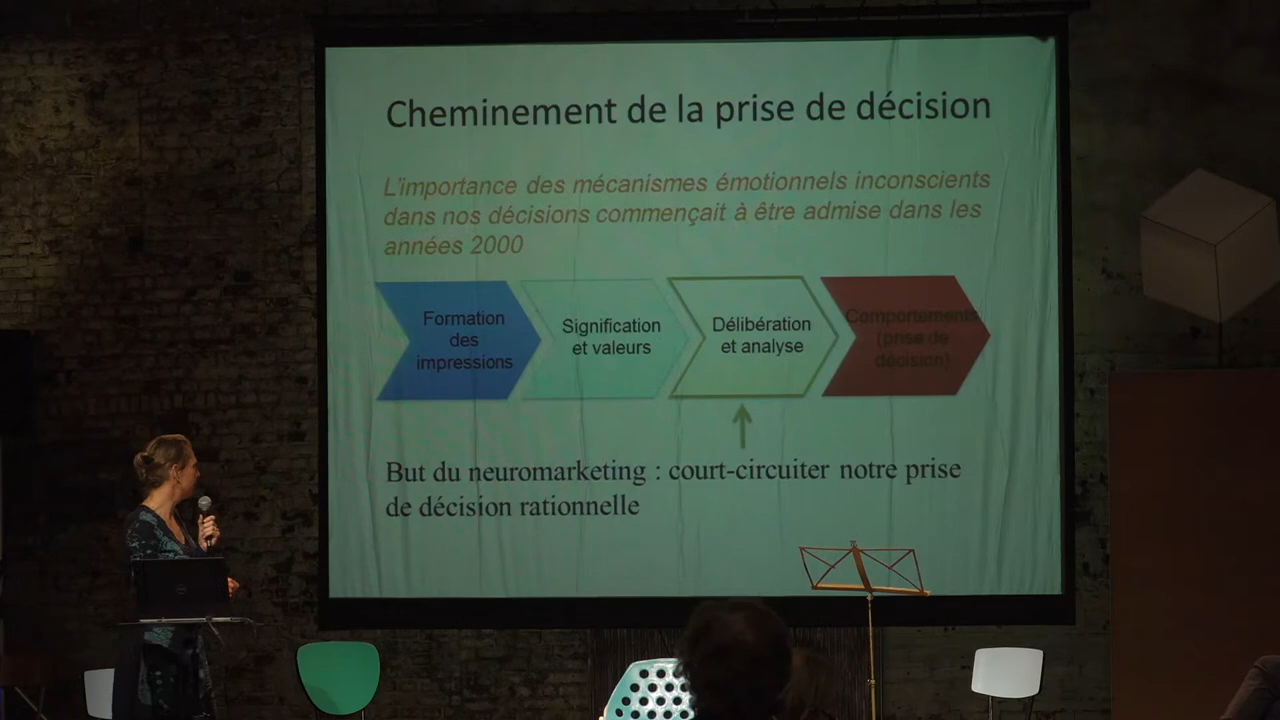 Cheminement de la prise de décision
L'importance des mécanismes émotionnels inconscients
dans nos décisions commençait à être admise dans les
années 2000
Formation
des
impressions
Signification
et valeurs
Délibération
et analyse
Comportements
(prise de
décision)
But du neuromarketing : court-circuiter notre prise
de décision rationnelle